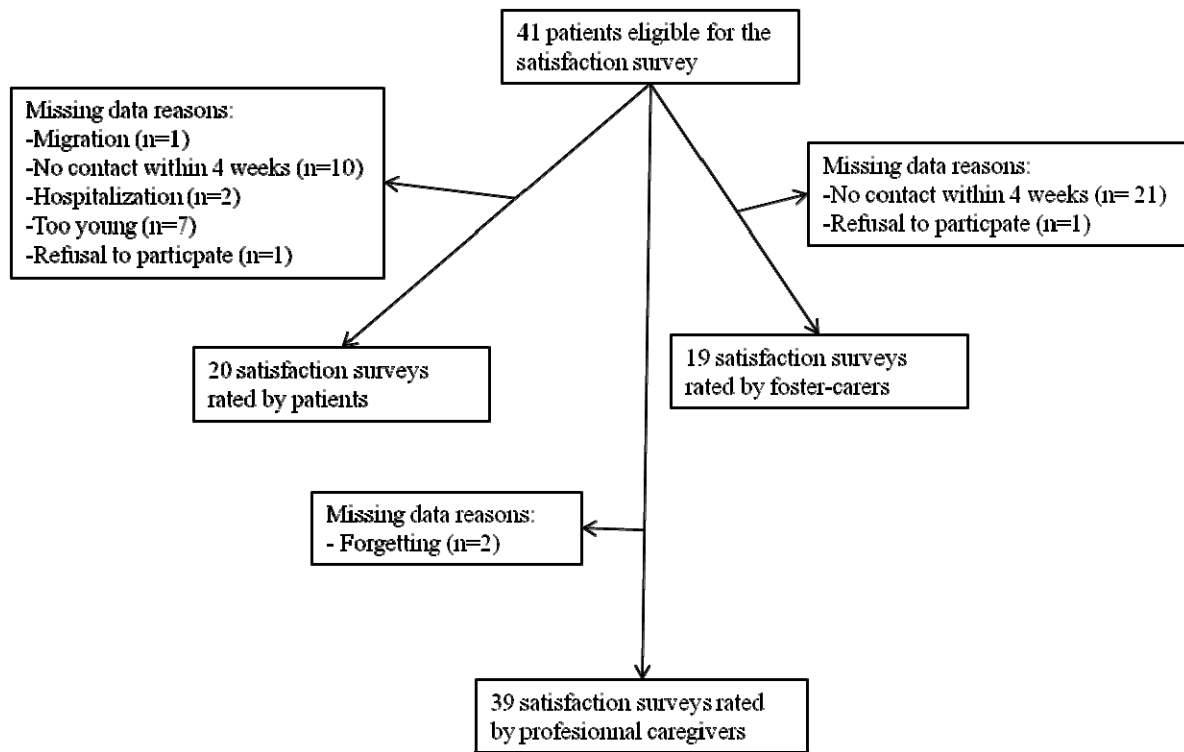 41 patients eligible for the
satisfaction survey
Missing data reasons:
-Migration (n=1)
-No contact within 4 weeks (n=10)
-Hospitalization (n=2)
-Too young (n=7)
-Refusal to particpate (n=1)
Missing data reasons:
-No contact within 4 weeks (n= 21)
-Refusal to particpate (n=1)
20 satisfaction surveys
rated by patients
19 satisfaction surveys
rated by foster-carers
Missing data reasons:
- Forgetting (n=2)
39 satisfaction surveys rated
by profesionnal caregivers